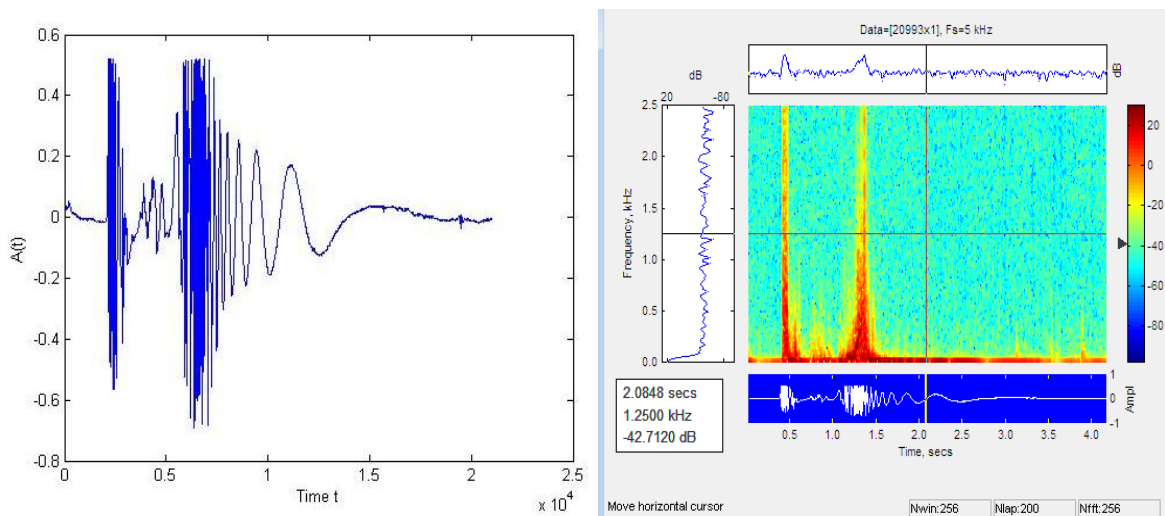 0.6
0.4
0.2
0
-0.2
-0.4
-0.6
-0.8
A(t)
0 0.5 1 1.5 2 2.5
Time t
x 10^4
Data=[20993x1], Fs=5 kHz
dB
dB
20 -80
2.5
2.0
1.5
1.0
0.5
0.0
Frequency, kHz
20
0
-20
-40
-60
-80
2.0848 secs
1.2500 kHz
-42.7120 dB
1
0
-1
Ampl
0.5 1.0 1.5 2.0 2.5 3.0 3.5 4.0
Time, secs
Move horizontal cursor
Nwin:256 Nlap:200 Nfft:256